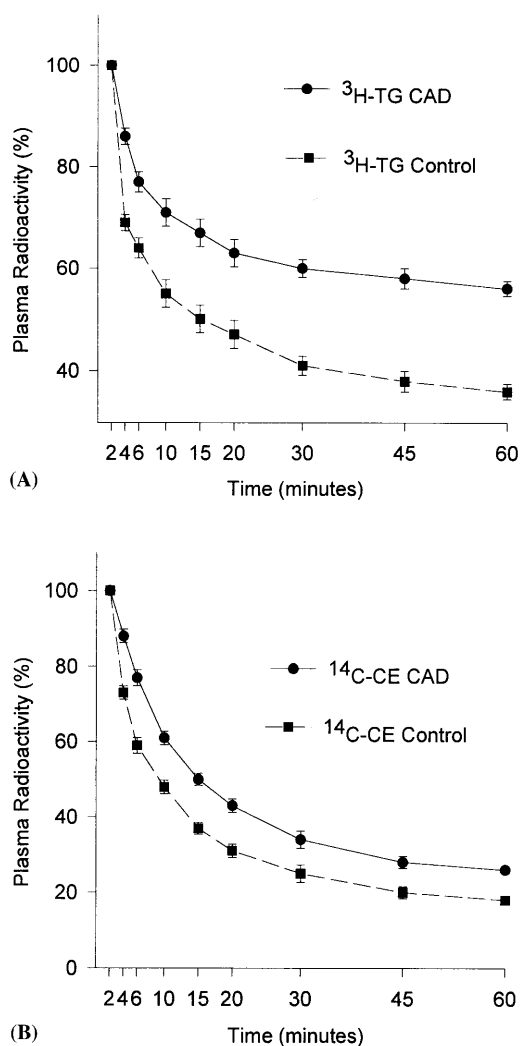 100
80
60
40
Plasma Radioactivity (%)
³H-TG CAD
³H-TG Control
2 4 6 10 15 20 30 45 60
Time (minutes)
(A)
100
80
60
40
20
0
Plasma Radioactivity (%)
¹⁴C-CE CAD
¹⁴C-CE Control
2 4 6 10 15 20 30 45 60
Time (minutes)
(B)